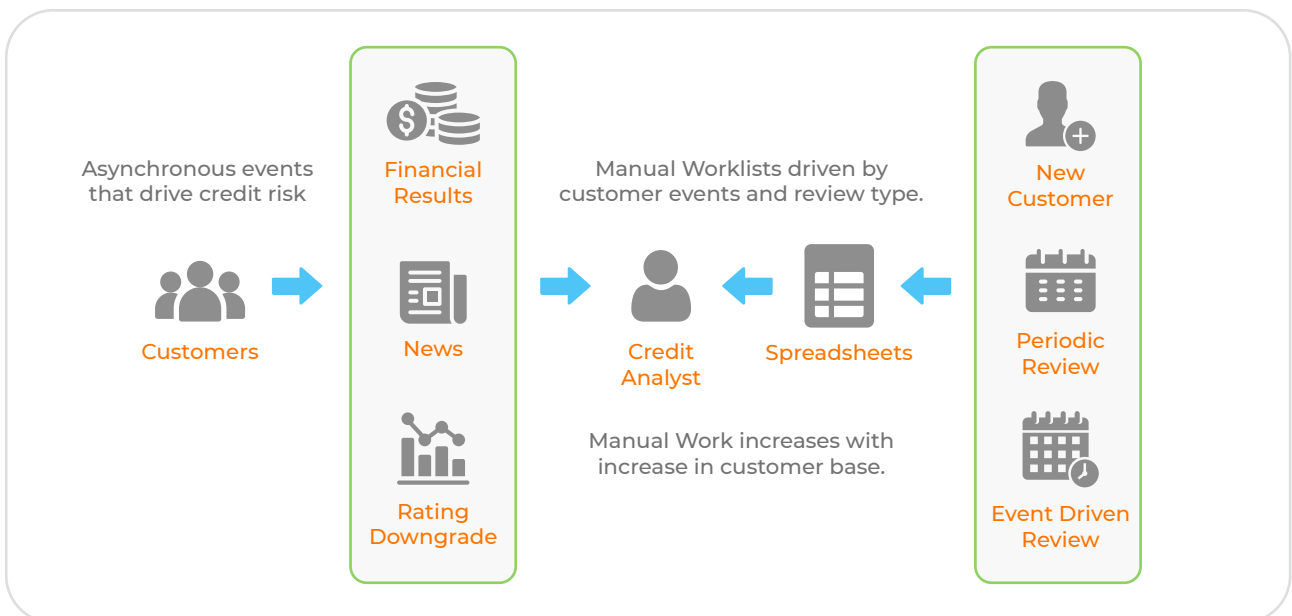 Asynchronous events
that drive credit risk
Customers
$
Financial
Results
News
Rating
Downgrade
Manual Worklists driven by
customer events and review type.
Credit
Analyst
Spreadsheets
Manual Work increases with
increase in customer base.
New
Customer
Periodic
Review
Event Driven
Review